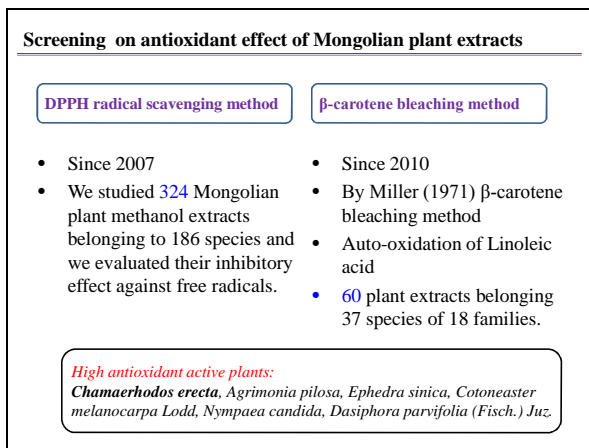 Screening on antioxidant effect of Mongolian plant extracts
DPPH radical scavenging method
• Since 2007
• We studied 324 Mongolian
plant methanol extracts
belonging to 186 species and
we evaluated their inhibitory
effect against free radicals.
β-carotene bleaching method
• Since 2010
• By Miller (1971) β-carotene
bleaching method
• Auto-oxidation of Linoleic
acid
• 60 plant extracts belonging
37 species of 18 families.
High antioxidant active plants:
Chamaerhodos erecta, Agrimonia pilosa, Ephedra sinica, Cotoneaster
melanocarpa Lodd, Nympaea candida, Dasiphora parvifolia (Fisch.) Juz.